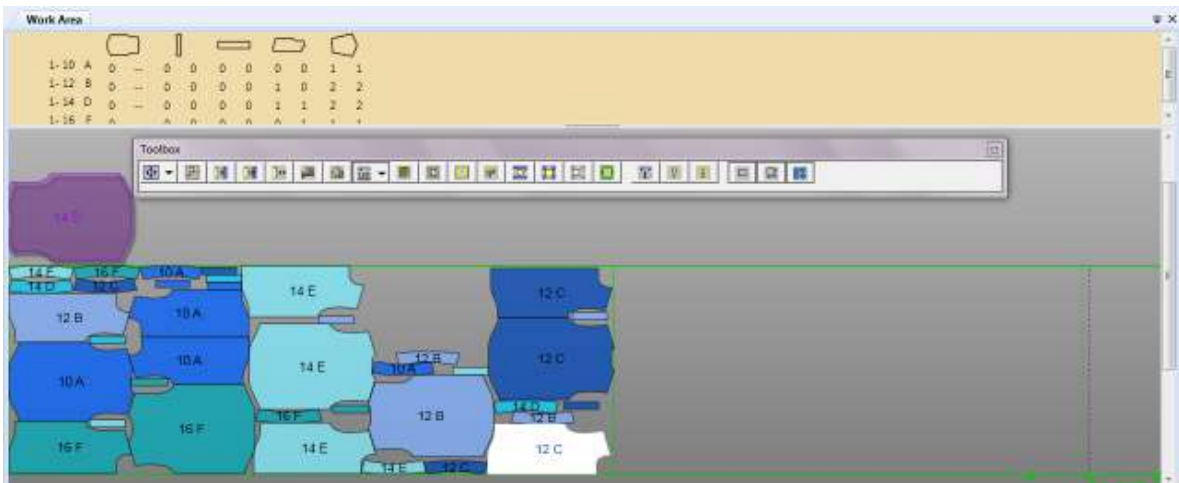 Work Area
1- 10 A 0 -- 0 0 0 0 0 0 1 1
1- 12 B 0 -- 0 0 0 0 1 0 2 2
1- 14 D 0 -- 0 0 0 0 1 1 2 2
1- 16 F
Toolbox
14 D
14 E 16 F 10 A
14 D 12 C
14 E 12 C
12 B 10 A
12 B
10 A 14 E 10 A 12 C
10 A
14 D
16 F 12 B 12 B
16 F
16 F 14 E 12 C
14 E 12 C